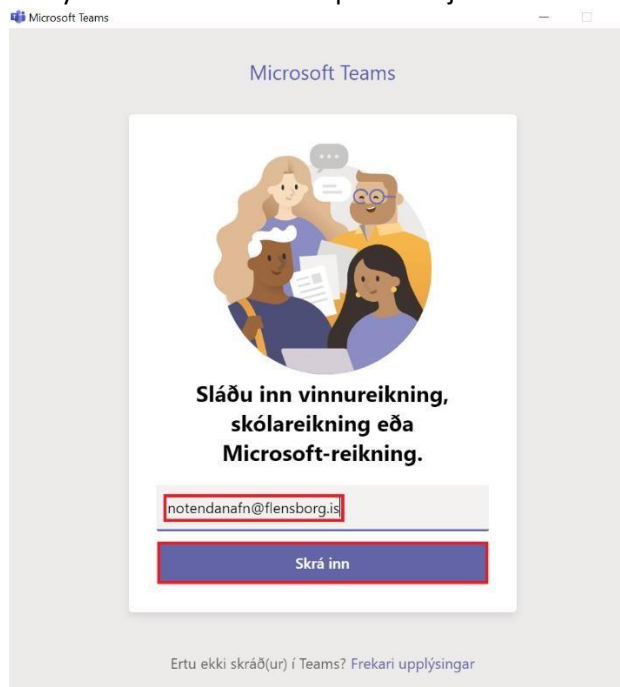 Microsoft Teams
Microsoft Teams
Sláðu inn vinnureikning,
skólareikning eða
Microsoft-reikning.
notendanafn@flensborg.is
Skrá inn
Ertu ekki skráð(ur) í Teams? Frekari upplýsingar